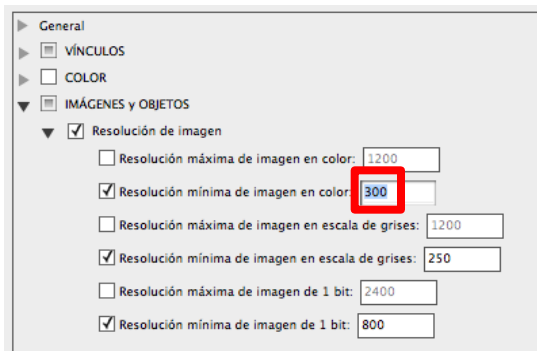 General
VÍNCULOS
COLOR
IMÁGENES y OBJETOS
Resolución de imagen
Resolución máxima de imagen en color: 1200
Resolución mínima de imagen en color: 300
Resolución máxima de imagen en escala de grises: 1200
Resolución mínima de imagen en escala de grises: 250
Resolución máxima de imagen de 1 bit: 2400
Resolución mínima de imagen de 1 bit: 800